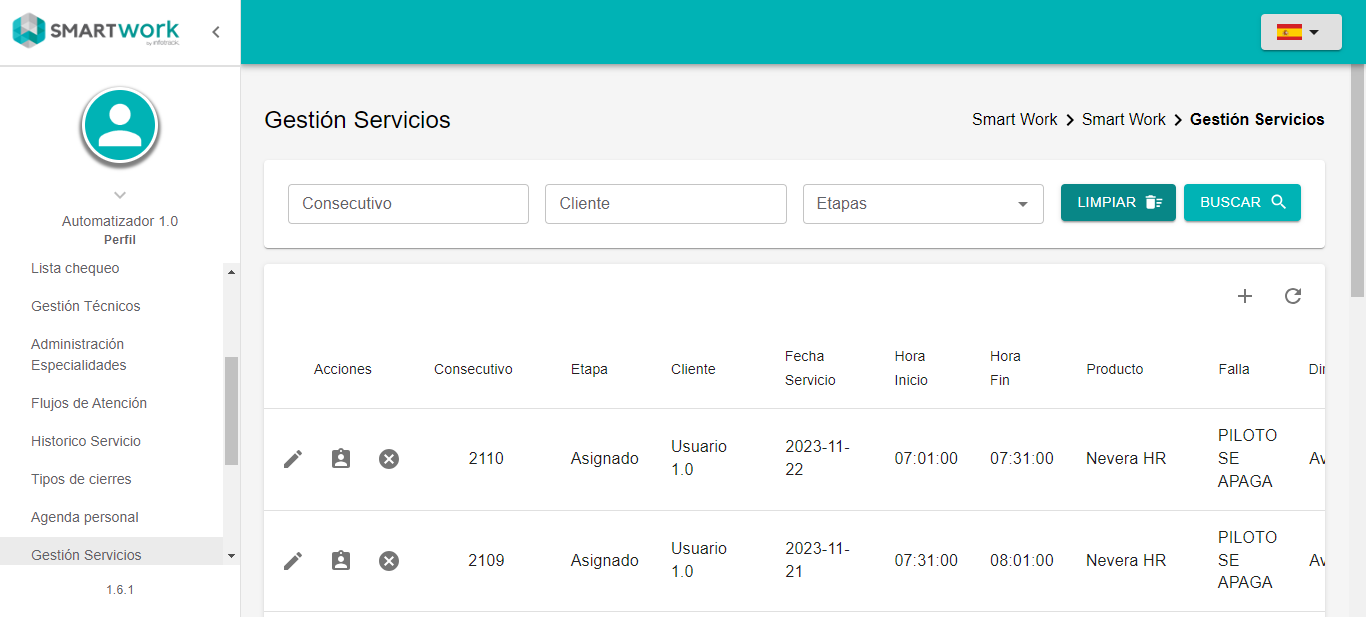 SMARTwork
by infotrack.
Automatizador 1.0
Perfil
Lista chequeo
Gestión Técnicos
Administración
Especialidades
Flujos de Atención
Historico Servicio
Tipos de cierres
Agenda personal
Gestión Servicios
1.6.1
Gestión Servicios
Smart Work Smart Work Gestión Servicios
Consecutivo Cliente Etapas LIMPIAR BUSCAR
Acciones Consecutivo Etapa Cliente Fecha Servicio Hora Inicio Hora Fin Producto Falla Dir
2110 Asignado Usuario 1.0 2023-11-22 07:01:00 07:31:00 Nevera HR PILOTO SE APAGA Av
2109 Asignado Usuario 1.0 2023-11-21 07:31:00 08:01:00 Nevera HR PILOTO SE APAGA Av